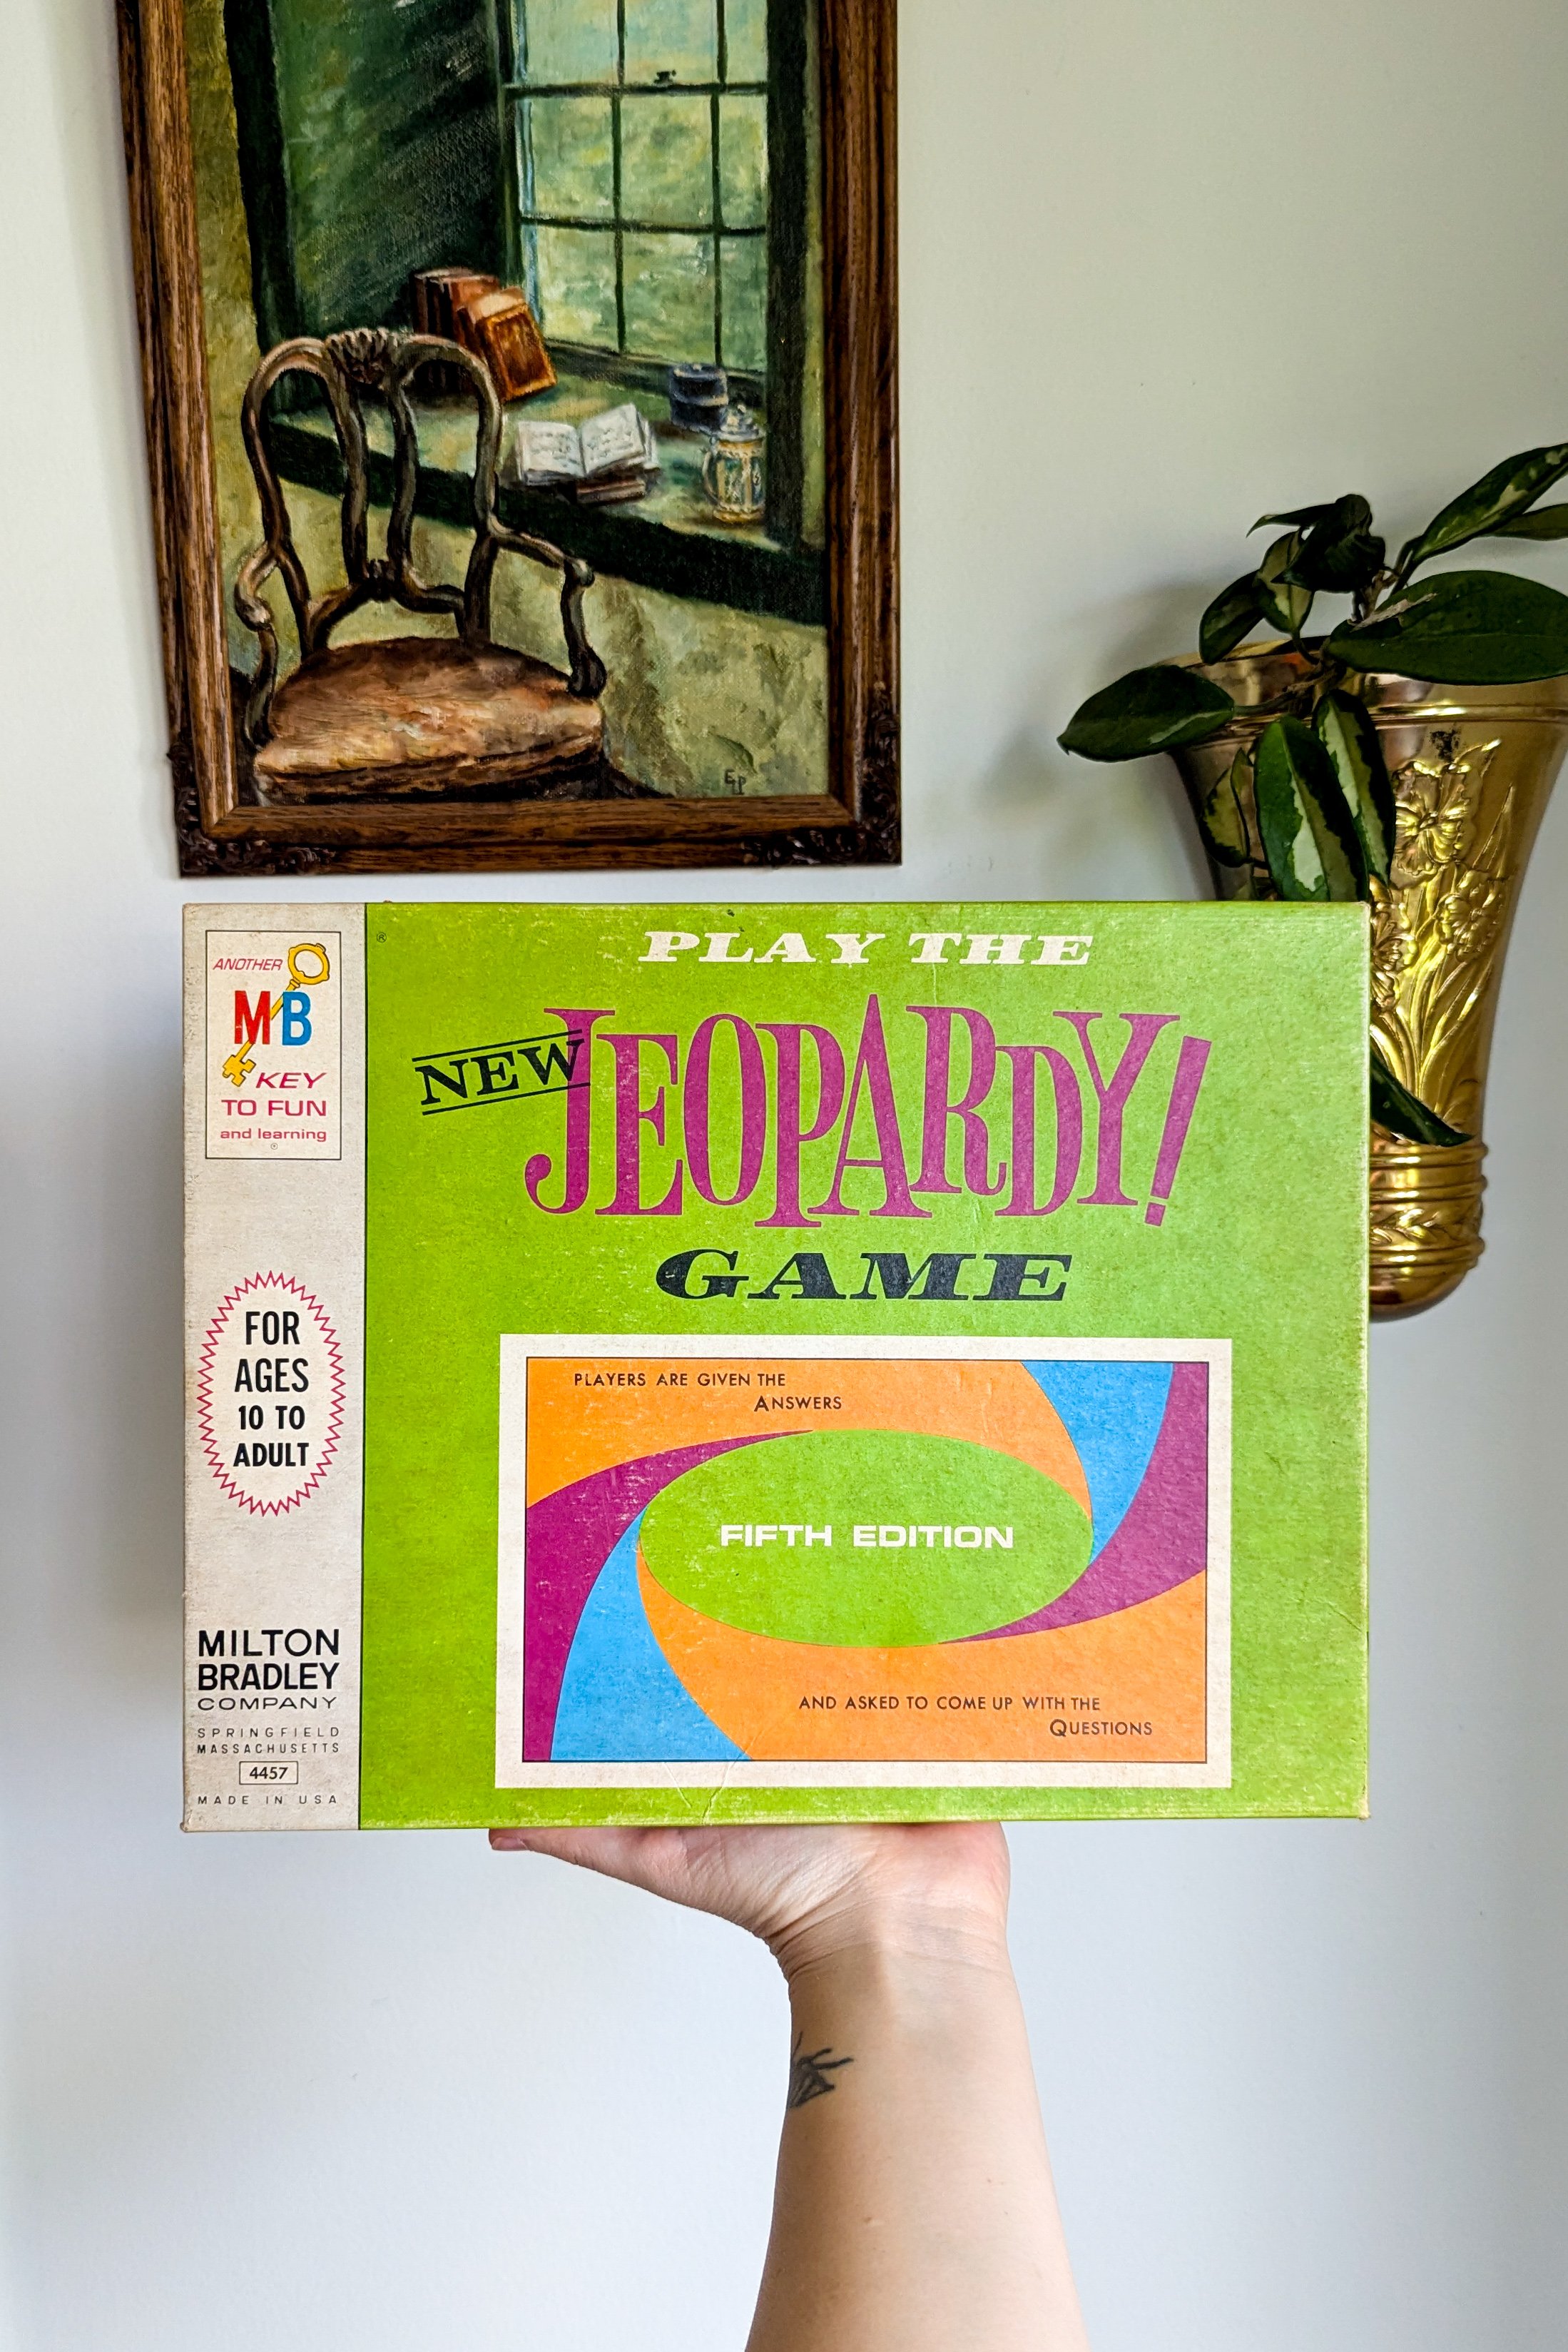 ANOTHER
MB
KEY
TO FUN
and learning
®
FOR
AGES
10 TO
ADULT
MILTON
BRADLEY
COMPANY
SPRINGFIELD
MASSACHUSETTS
4457
MADE IN USA
®
PLAY THE
NEW
JEOPARDY!
GAME
PLAYERS ARE GIVEN THE
ANSWERS
FIFTH EDITION
AND ASKED TO COME UP WITH THE
QUESTIONS